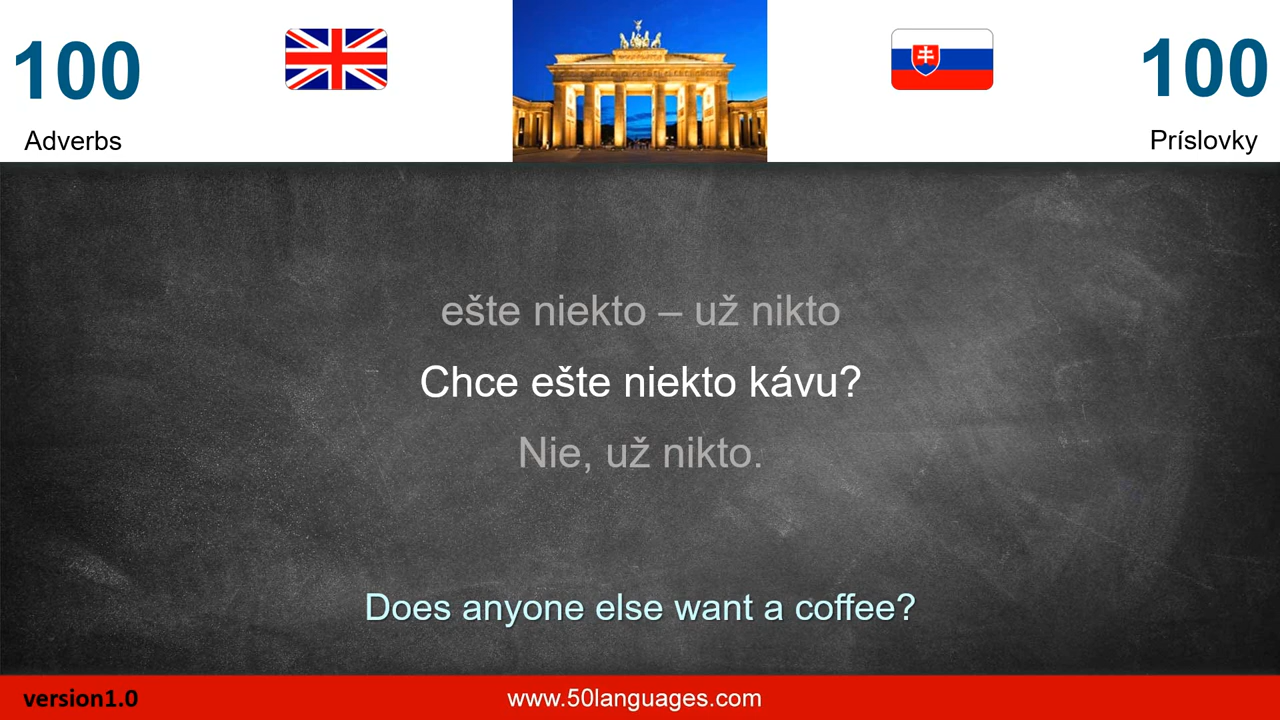 100
100
Adverbs
Príslovky
ešte niekto – už nikto
Chce ešte niekto kávu?
Nie, už nikto.
Does anyone else want a coffee?
version1.0
www.50languages.com